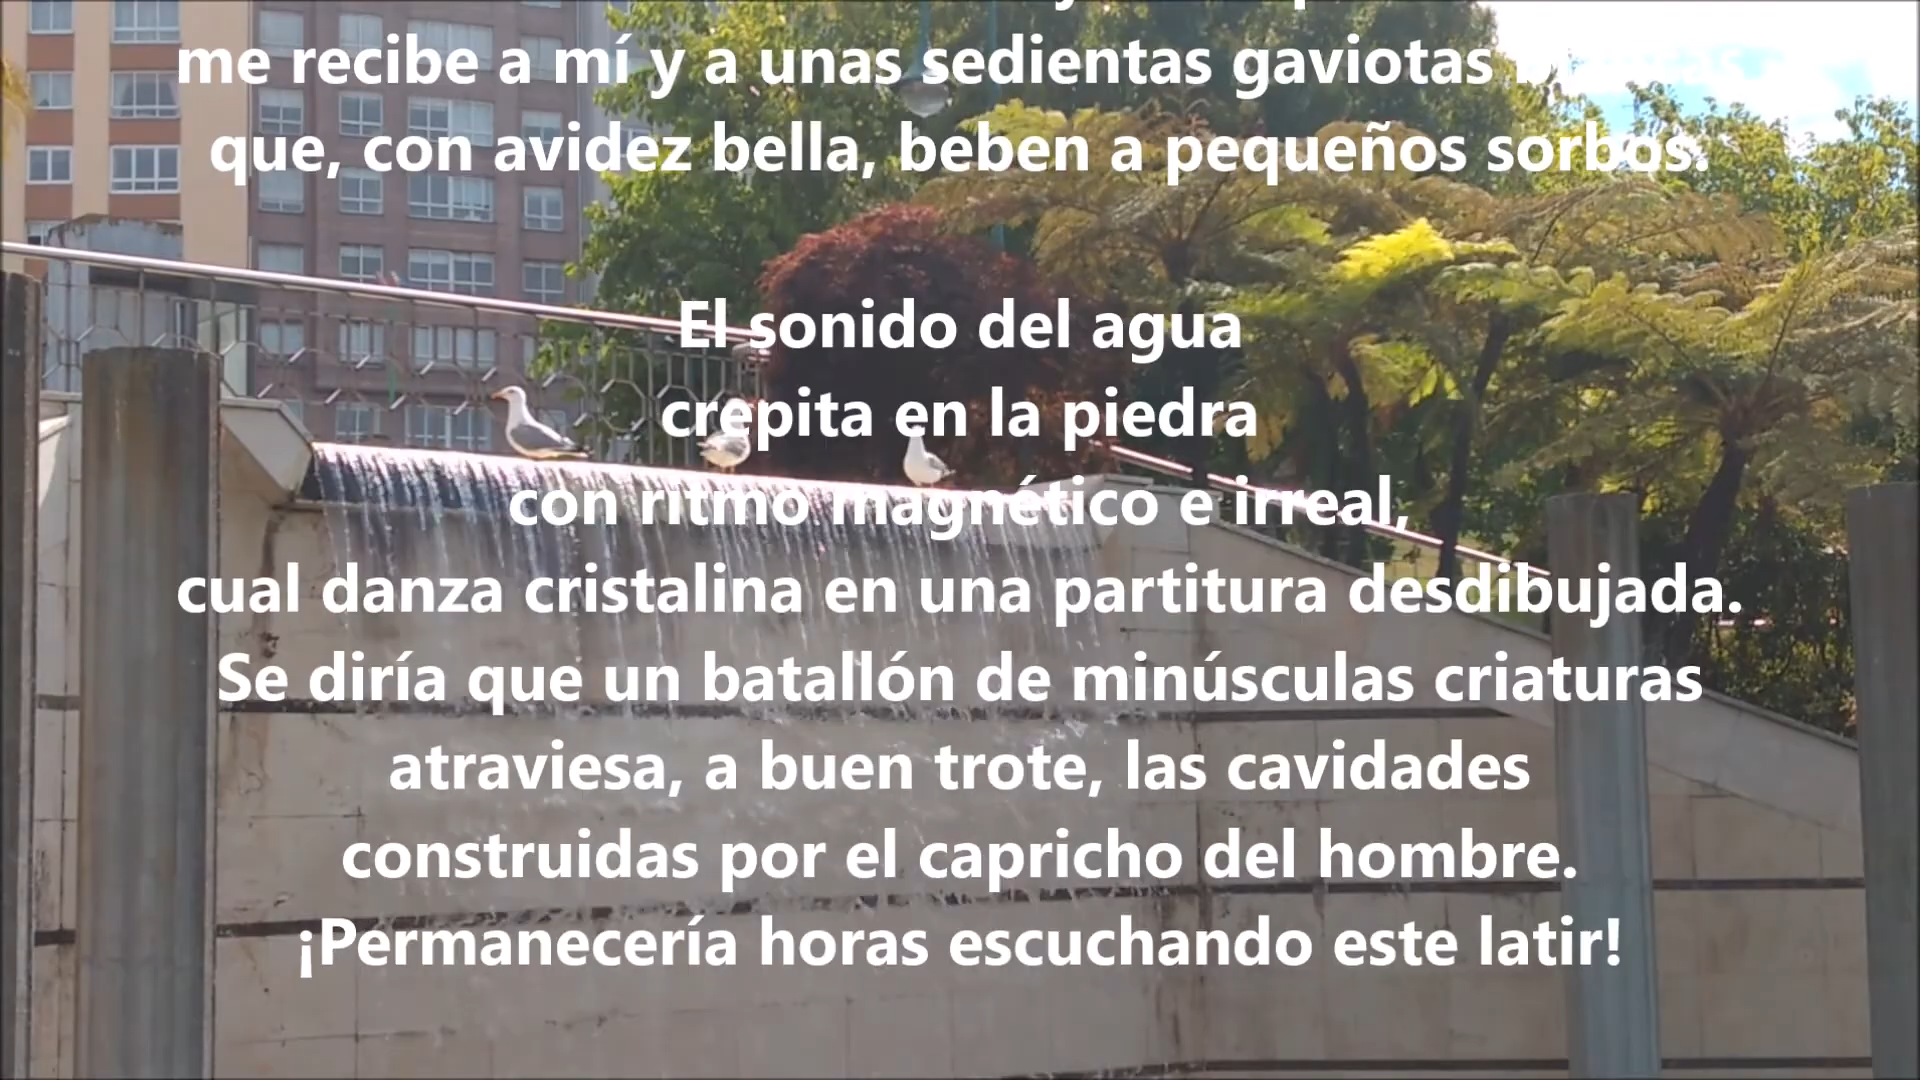 me recibe a mí y a unas sedientas gaviotas
que, con avidez bella, beben a pequeños sorbos.
El sonido del agua
crepita en la piedra
con ritmo magnético e irreal,
cual danza cristalina en una partitura desdibujada.
Se diría que un batallón de minúsculas criaturas
atraviesa, a buen trote, las cavidades
construidas por el capricho del hombre.
¡Permanecería horas escuchando este latir!